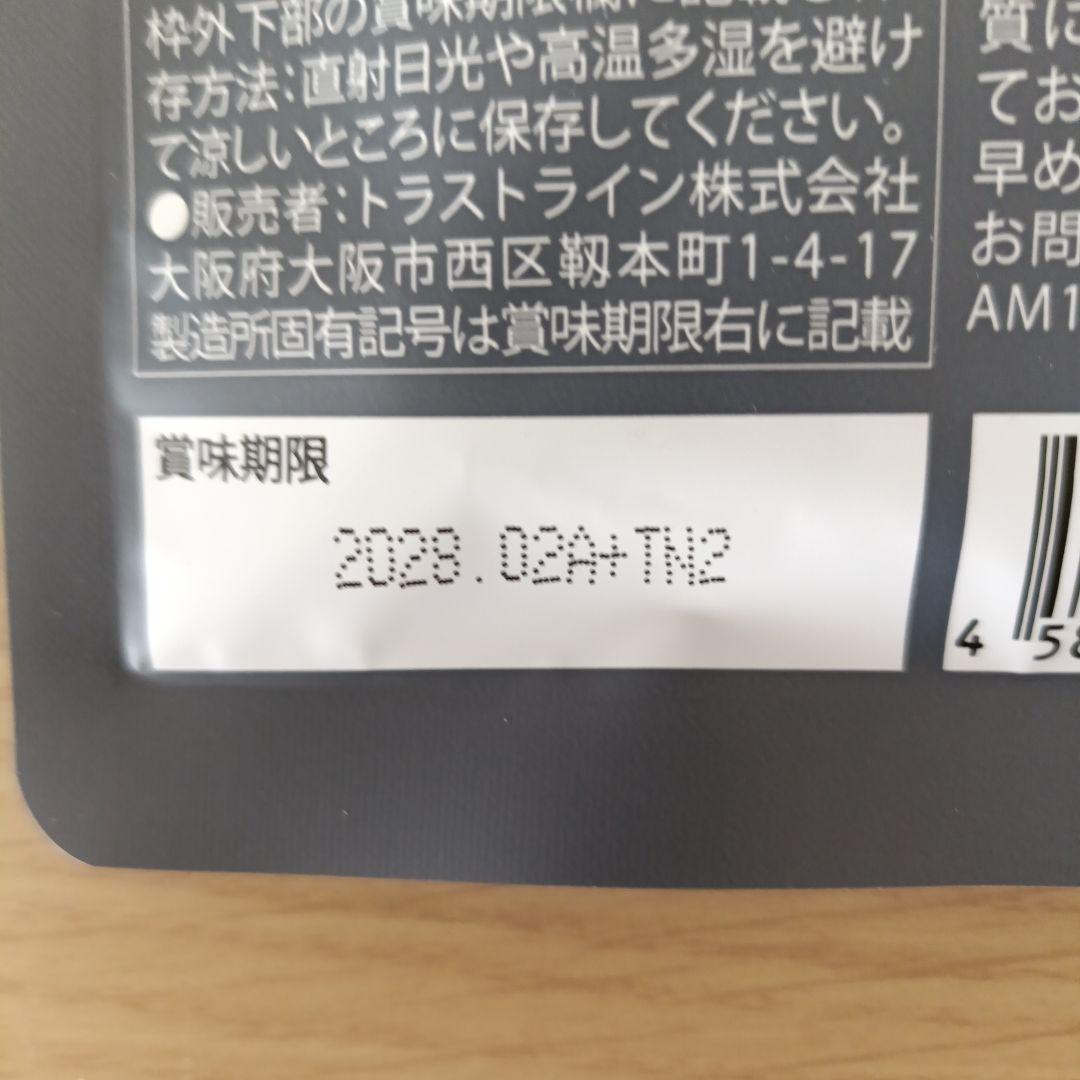 枠外下部の賞味期限欄に記載
存方法：直射日光や高温多湿を避け
て涼しいところに保存してください。
●販売者：トラストライン株式会社
大阪府大阪市西区靱本町1-4-17
製造所固有記号は賞味期限右に記載
質に
てお
早め
お問
AM1
賞味期限
2028.02A+TN2
4 58